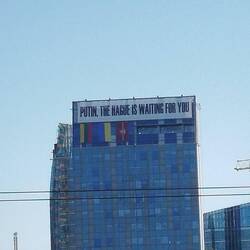 PUTIN, THE HAGUE IS WAITING FOR YOU